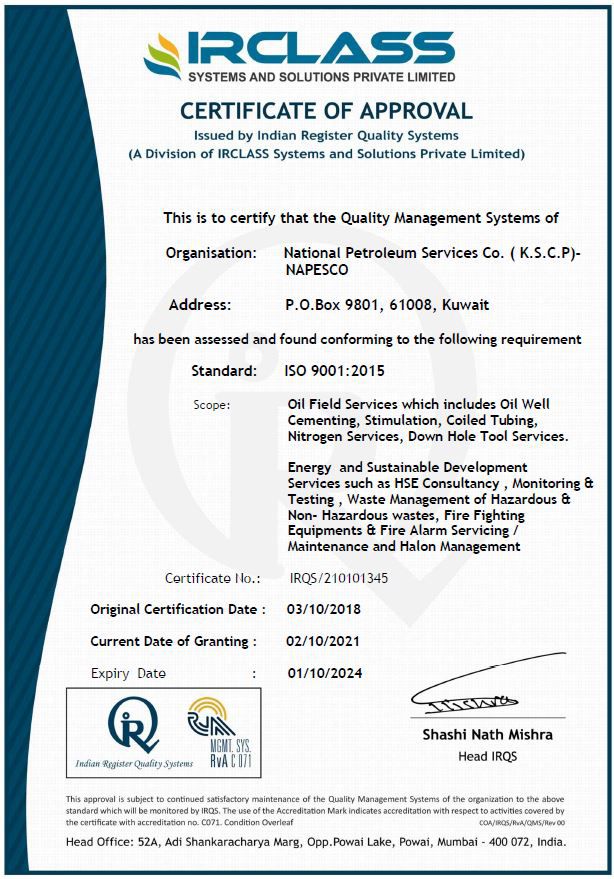 IRCLASS
SYSTEMS AND SOLUTIONS PRIVATE LIMITED
CERTIFICATE OF APPROVAL
Issued by Indian Register Quality Systems
(A Division of IRCLASS Systems and Solutions Private Limited)
This is to certify that the Quality Management Systems of
Organisation: National Petroleum Services Co. ( K.S.C.P)-
NAPESCO
Address: P.O.Box 9801, 61008, Kuwait
has been assessed and found conforming to the following requirement
Standard: ISO 9001:2015
Scope: Oil Field Services which includes Oil Well
Cementing, Stimulation, Coiled Tubing,
Nitrogen Services, Down Hole Tool Services.
Energy and Sustainable Development
Services such as HSE Consultancy , Monitoring &
Testing , Waste Management of Hazardous &
Non- Hazardous wastes, Fire Fighting
Equipments & Fire Alarm Servicing /
Maintenance and Halon Management
Certificate No.: IRQS/210101345
Original Certification Date : 03/10/2018
Current Date of Granting : 02/10/2021
Expiry Date : 01/10/2024
Mishra
Shashi Nath Mishra
Head IRQS
IRQ
Indian Register Quality Systems
RvA
MGMT. SYS.
RvA C 071
This approval is subject to continued satisfactory maintenance of the Quality Management Systems of the organization to the above
standard which will be monitored by IRQS. The use of the Accreditation Mark indicates accreditation with respect to activities covered by
the certificate with accreditation no. C071. Condition Overleaf COA/IRQS/RvA/QMS/Rev 00
Head Office: 52A, Adi Shankaracharya Marg, Opp.Powai Lake, Powai, Mumbai - 400 072, India.